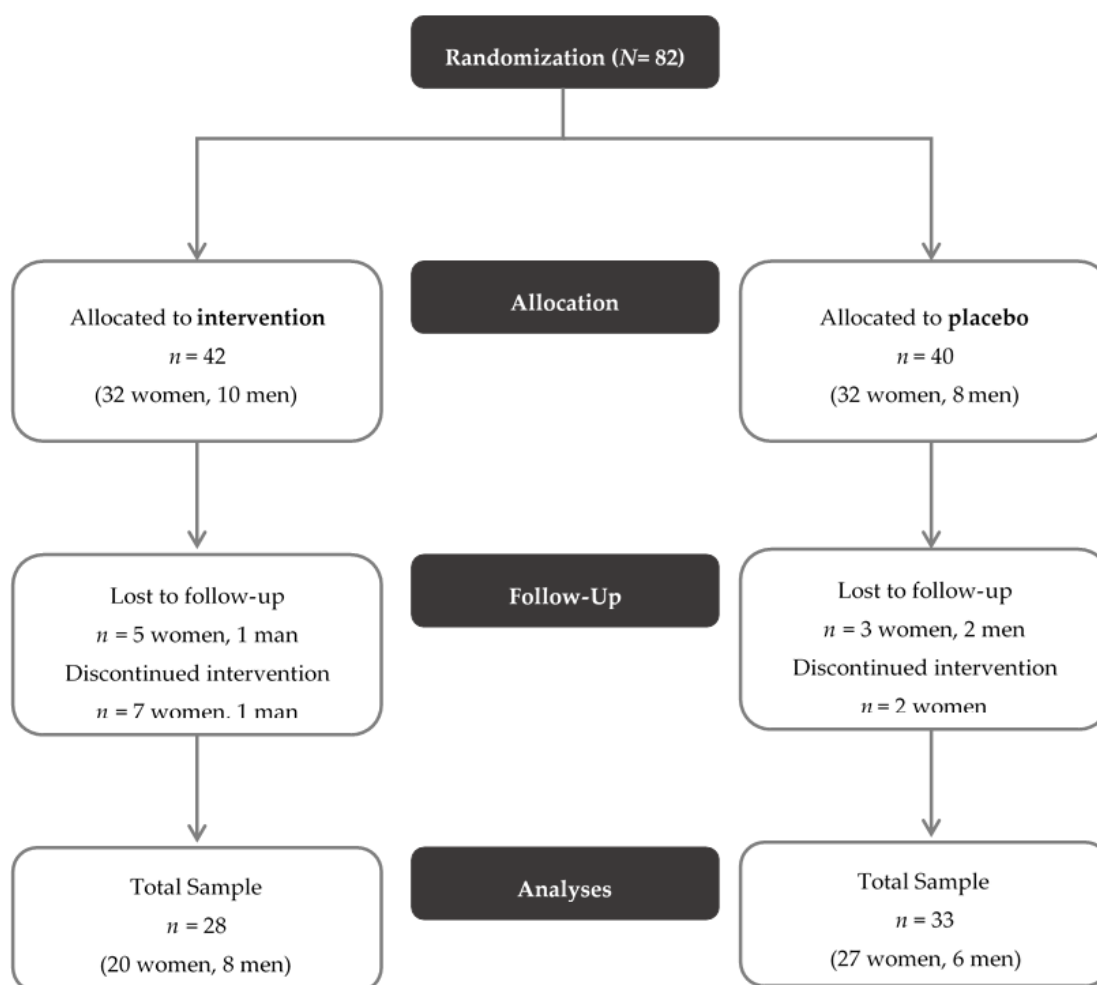 Randomization (N= 82)
Allocated to intervention
n = 42
(32 women, 10 men)
Allocation
Allocated to placebo
n = 40
(32 women, 8 men)
Lost to follow-up
n = 5 women, 1 man
Discontinued intervention
n = 7 women, 1 man
Follow-Up
Lost to follow-up
n = 3 women, 2 men
Discontinued intervention
n = 2 women
Total Sample
n = 28
(20 women, 8 men)
Analyses
Total Sample
n = 33
(27 women, 6 men)